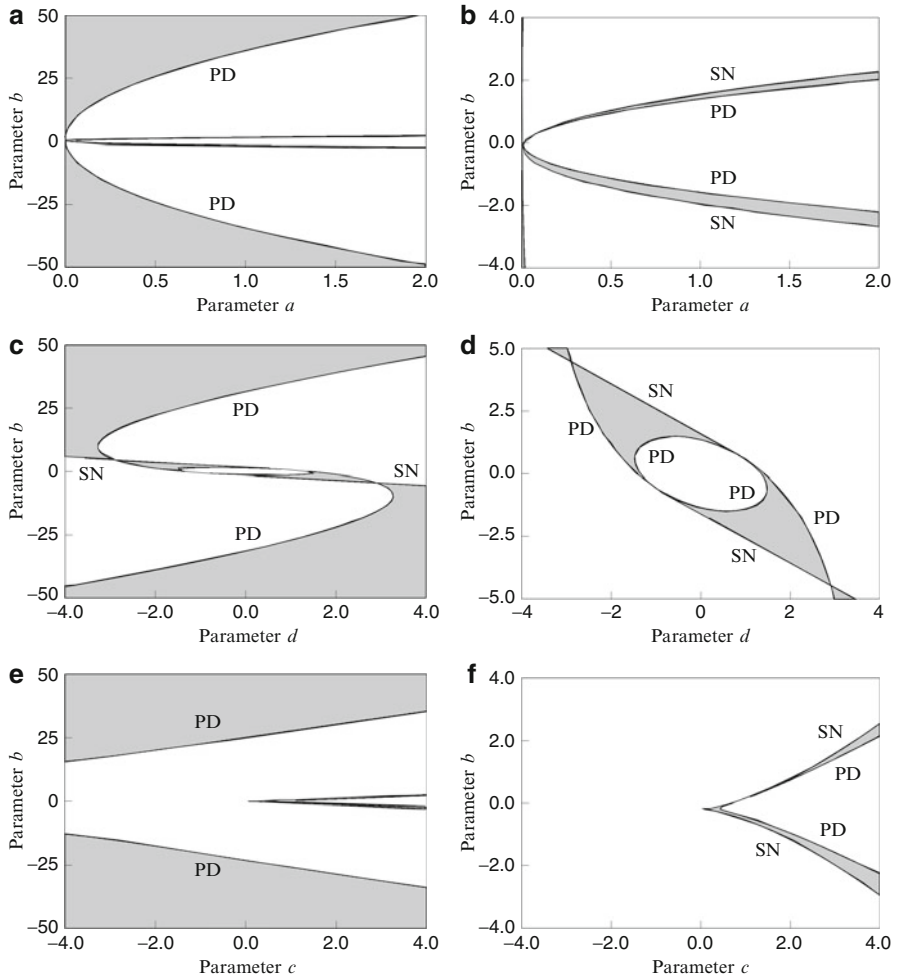 a
50
25
0
−25
−50
Parameter b
PD
PD
0.0 0.5 1.0 1.5 2.0
Parameter a
b
4.0
2.0
0.0
−2.0
−4.0
Parameter b
SN
PD
PD
SN
0.0 0.5 1.0 1.5 2.0
Parameter a
c
50
25
0
−25
−50
Parameter b
PD
SN
SN
PD
−4.0 −2.0 0.0 2.0 4.0
Parameter d
d
5.0
2.5
0.0
−2.5
−5.0
Parameter b
SN
PD
PD
PD
PD
SN
−4 −2 0 2 4
Parameter d
e
50
25
0
−25
−50
Parameter b
PD
PD
−4.0 −2.0 0.0 2.0 4.0
Parameter c
f
4.0
2.0
0.0
−2.0
−4.0
Parameter b
SN
PD
PD
SN
−4.0 −2.0 0.0 2.0 4.0
Parameter c